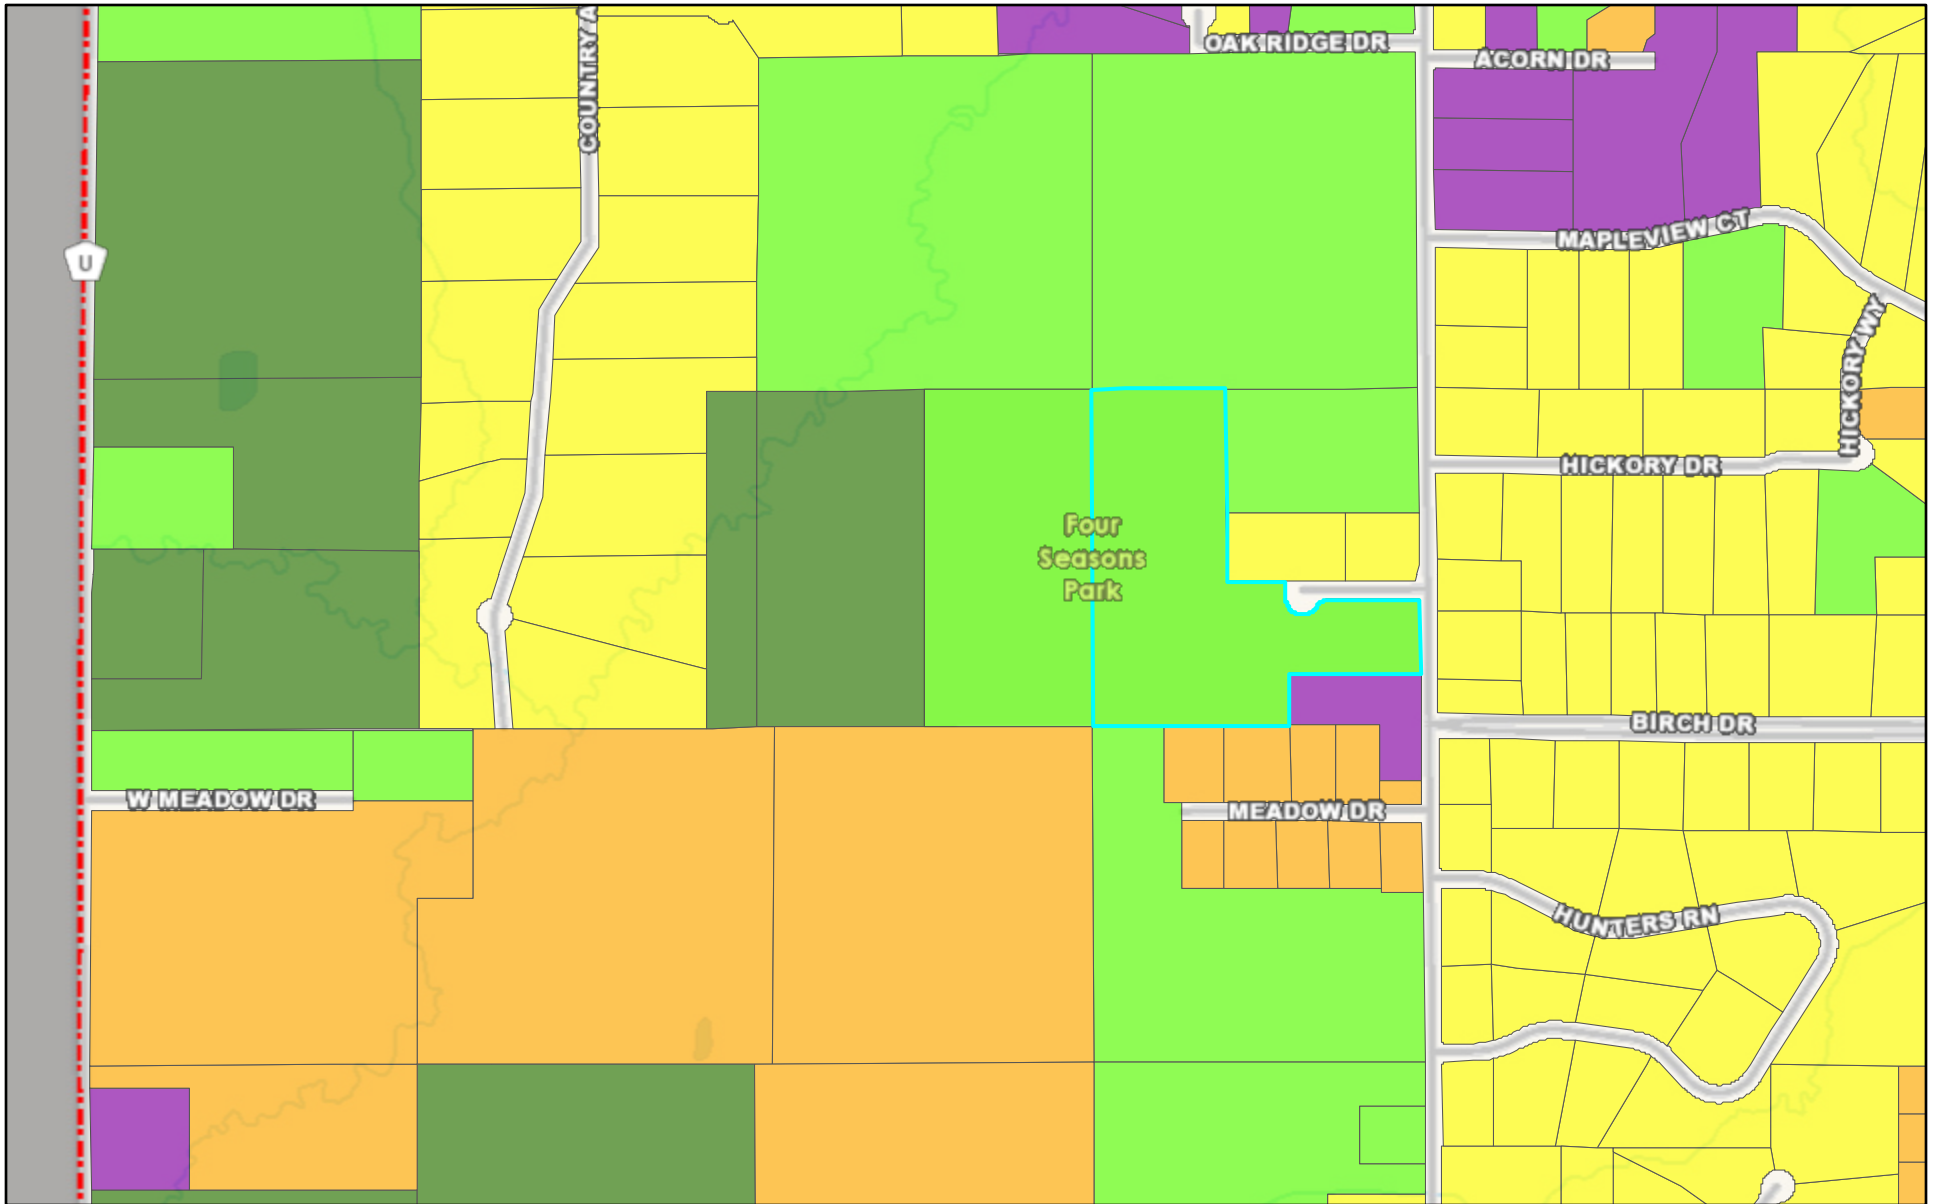 COUNTRY A
OAK RIDGE DR
ACORN DR
MAPLEVIEW CT
U
HICKORY WY
HICKORY DR
Four
Seasons
Park
BIRCH DR
W MEADOW DR
MEADOW DR
HUNTERS RN